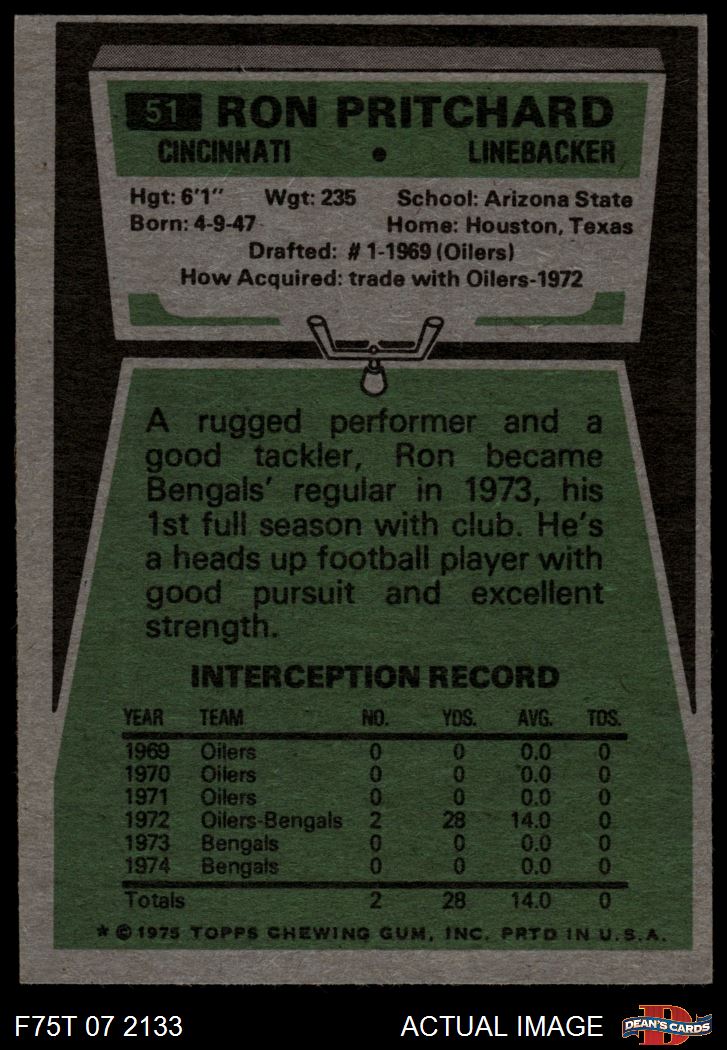 51 RON PRITCHARD
CINCINNATI • LINEBACKER
Hgt: 6'1" Wgt: 235 School: Arizona State
Born: 4-9-47 Home: Houston, Texas
Drafted: # 1-1969 (Oilers)
How Acquired: trade with Oilers-1972
A rugged performer and a
good tackler, Ron became
Bengals' regular in 1973, his
1st full season with club. He's
a heads up football player with
good pursuit and excellent
strength.
INTERCEPTION RECORD
YEAR TEAM NO. YDS. AVG. TDS.
1969 Oilers 0 0 0.0 0
1970 Oilers 0 0 0.0 0
1971 Oilers 0 0 0.0 0
1972 Oilers-Bengals 2 28 14.0 0
1973 Bengals 0 0 0.0 0
1974 Bengals 0 0 0.0 0
Totals 2 28 14.0 0
* © 1975 TOPPS CHEWING GUM, INC. PRTD IN U.S.A.
F75T 07 2133 ACTUAL IMAGE D DEAN'S CARDS